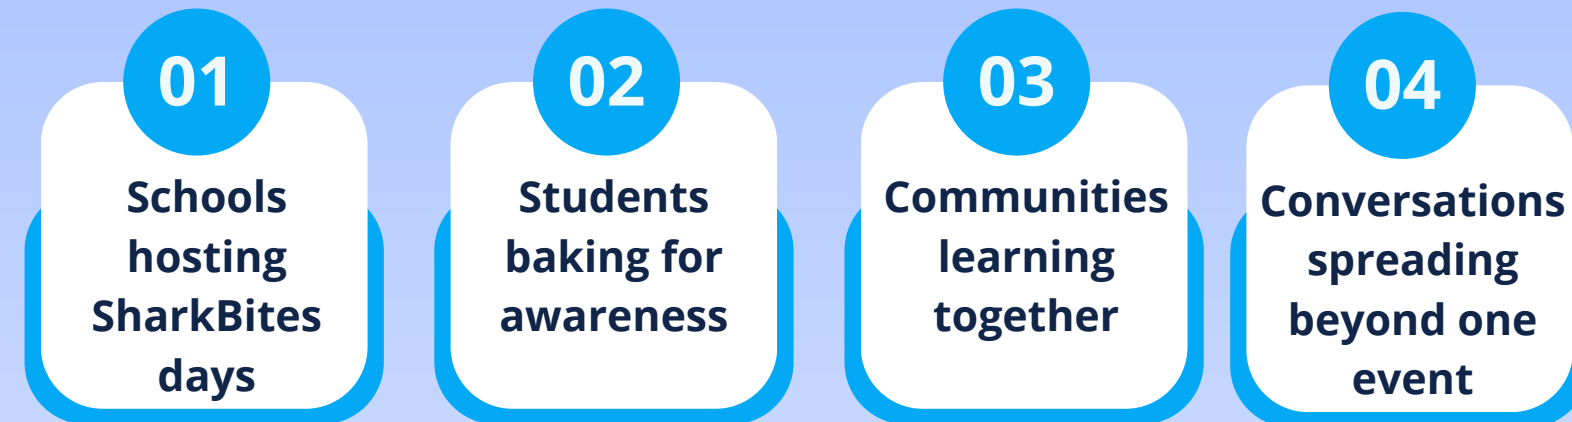 01
Schools
hosting
SharkBites
days
02
Students
baking for
awareness
03
Communities
learning
together
04
Conversations
spreading
beyond one
event